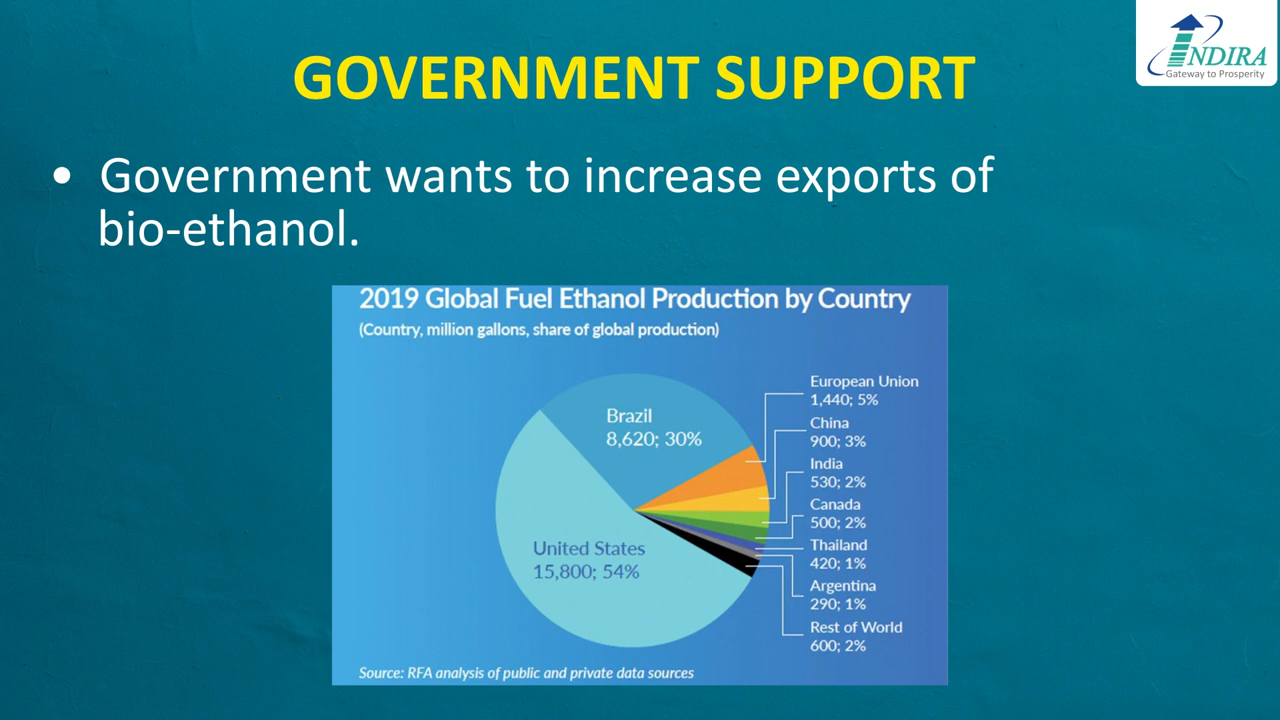 INDIRA
Gateway to Prosperity
GOVERNMENT SUPPORT
• Government wants to increase exports of
bio-ethanol.
2019 Global Fuel Ethanol Production by Country
(Country, million gallons, share of global production)
Brazil
8,620; 30%
United States
15,800; 54%
European Union
1,440; 5%
China
900; 3%
India
530; 2%
Canada
500; 2%
Thailand
420; 1%
Argentina
290; 1%
Rest of World
600; 2%
Source: RFA analysis of public and private data sources